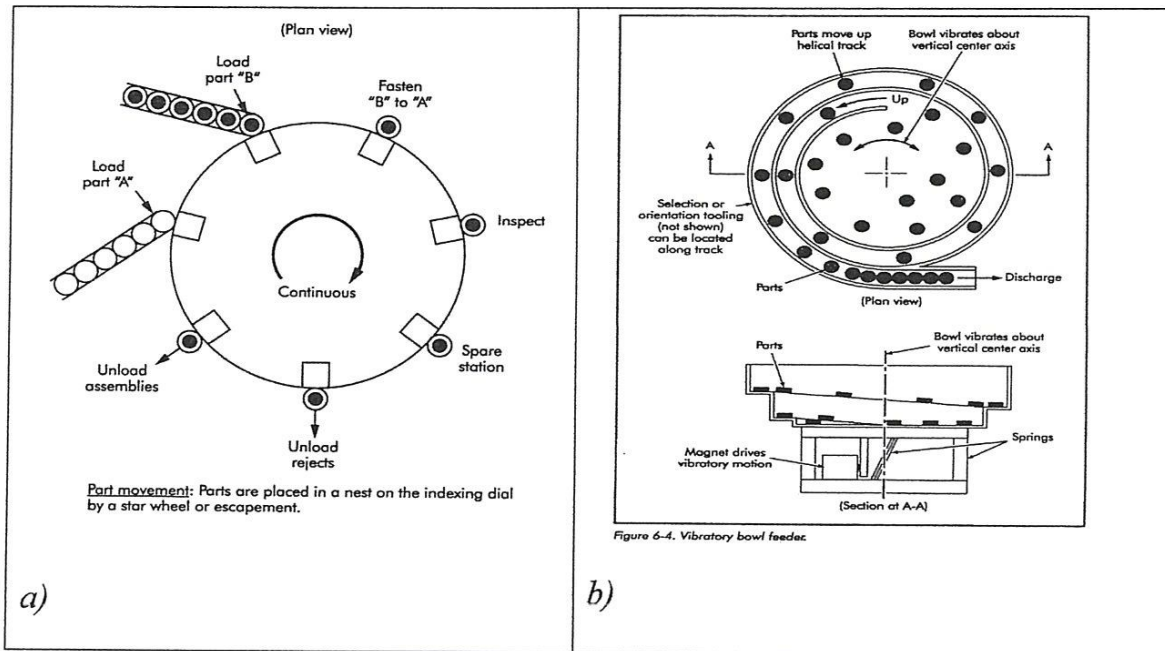 (Plan view)
Load
part "B"
Fasten
"B" to "A"
Load
part "A"
Inspect
Continuous
Unload
assemblies
Spare
station
Unload
rejects
Part movement: Parts are placed in a nest on the indexing dial
by a star wheel or escapement.
a)
Parts move up
helical track
Bowl vibrates about
vertical center axis
Up
A
A
Selection or
orientation tooling
(not shown)
can be located
along track
Parts
Discharge
(Plan view)
Parts
Bowl vibrates about
vertical center axis
Magnet drives
vibratory motion
Springs
(Section at A-A)
Figure 6-4. Vibratory bowl feeder.
b)